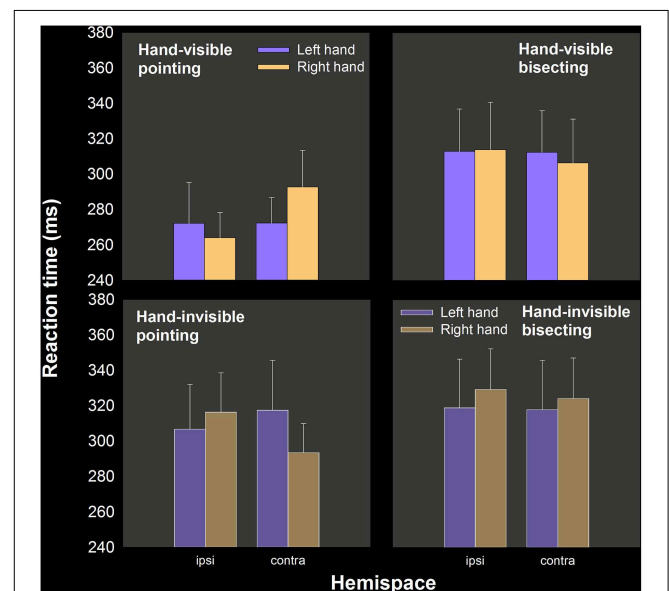 380
360
340
320
300
280
260
240
Hand-visible
pointing
Left hand
Right hand
Hand-visible
bisecting
Reaction time (ms)
380
360
340
320
300
280
260
240
Hand-invisible
pointing
Left hand
Right hand
Hand-invisible
bisecting
ipsi contra ipsi contra
Hemispace